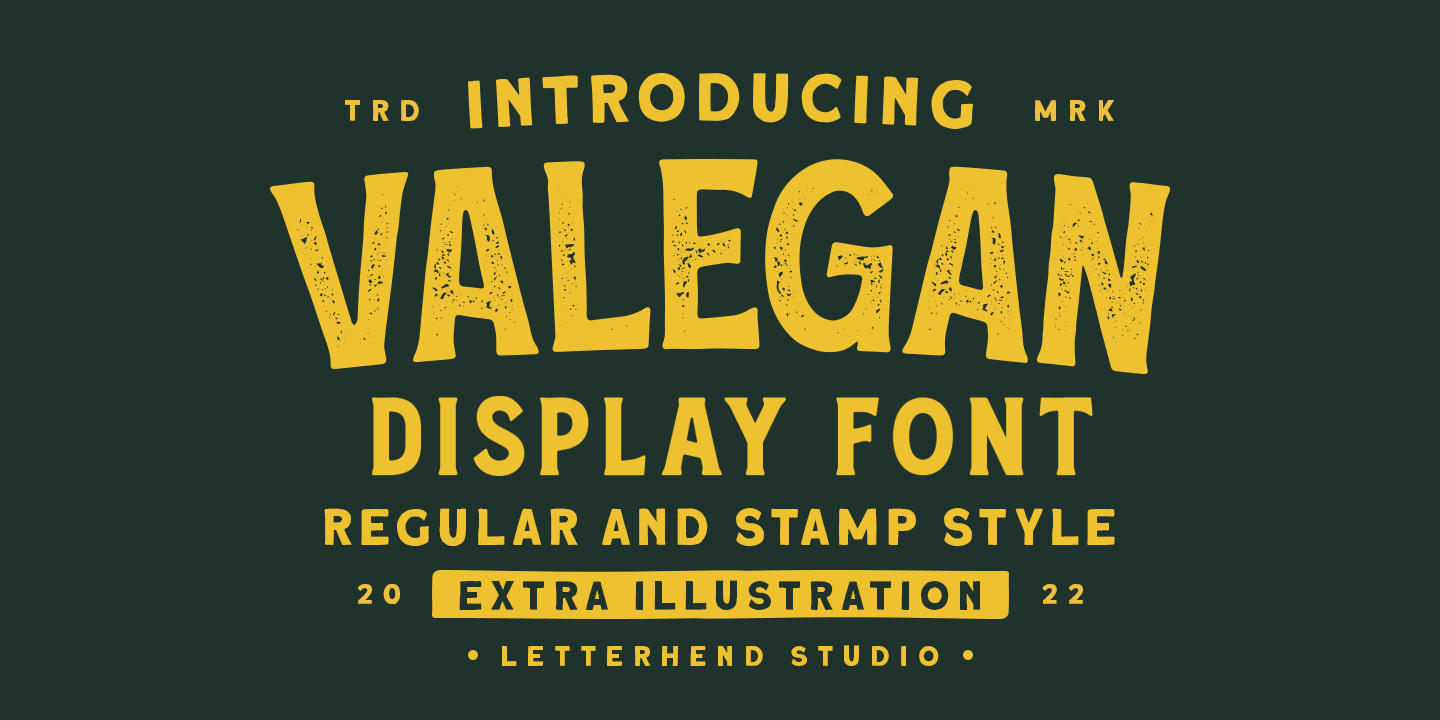 TRD INTRODUCING MRK
VALEGAN
DISPLAY FONT
REGULAR AND STAMP STYLE
20 EXTRA ILLUSTRATION 22
• LETTERHEND STUDIO •